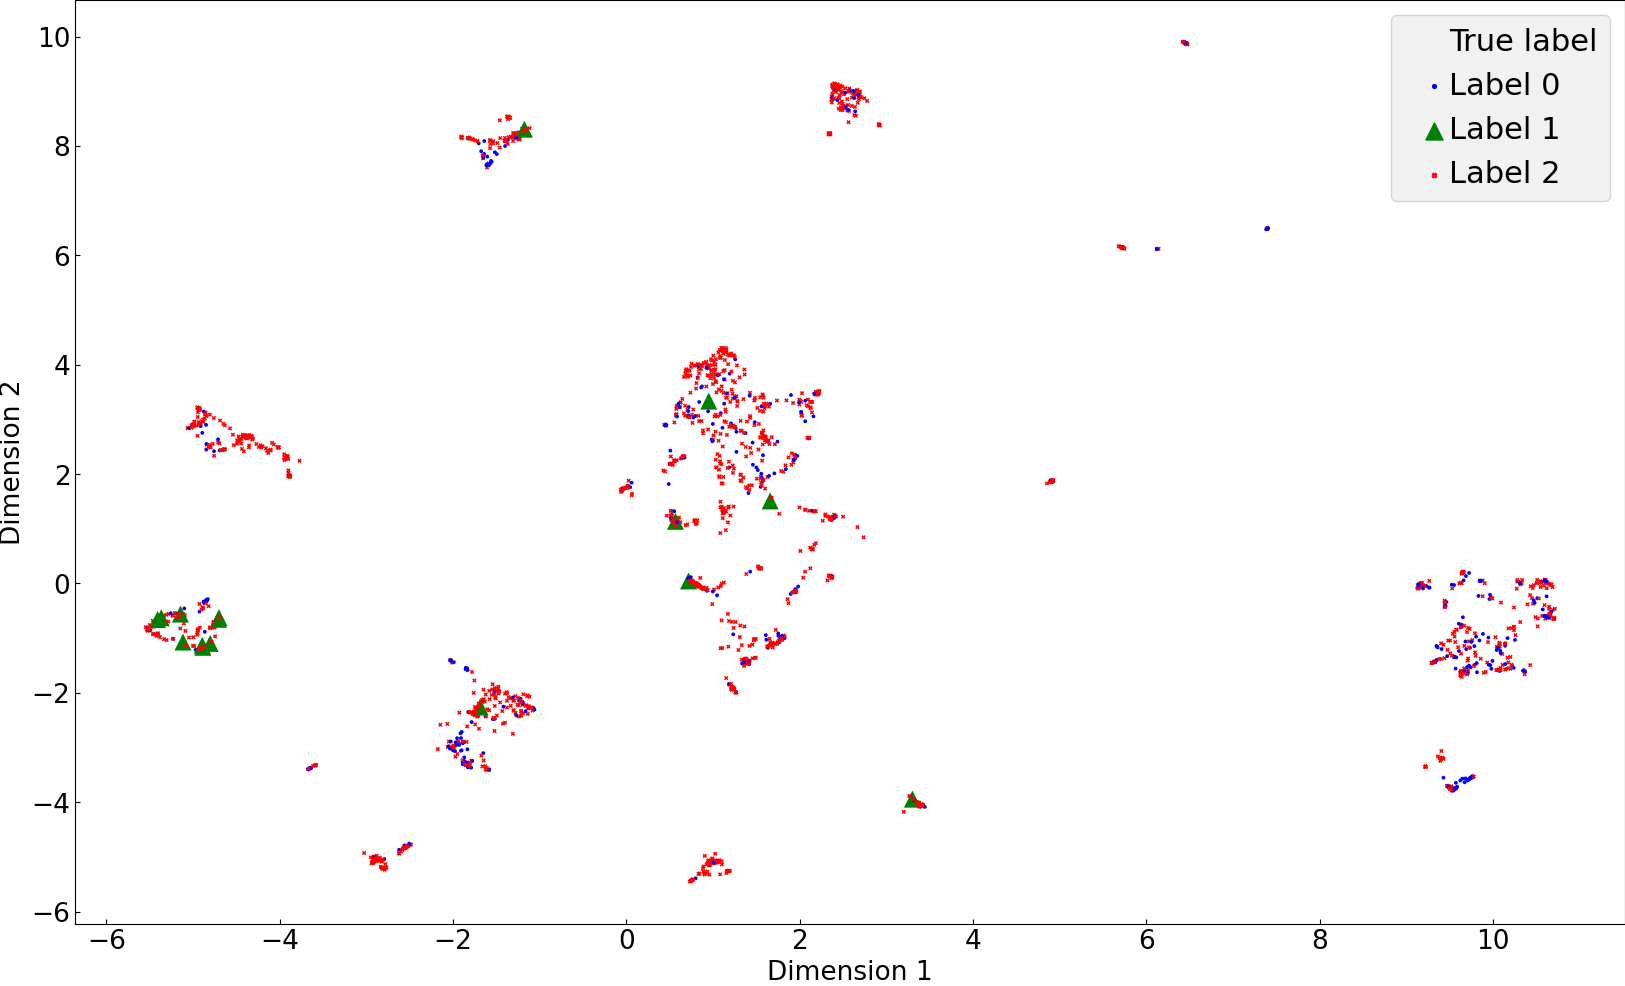 True label
Label 0
Label 1
Label 2
10
8
6
4
2
0
−2
−4
−6
Dimension 2
−6 −4 −2 0 2 4 6 8 10
Dimension 1